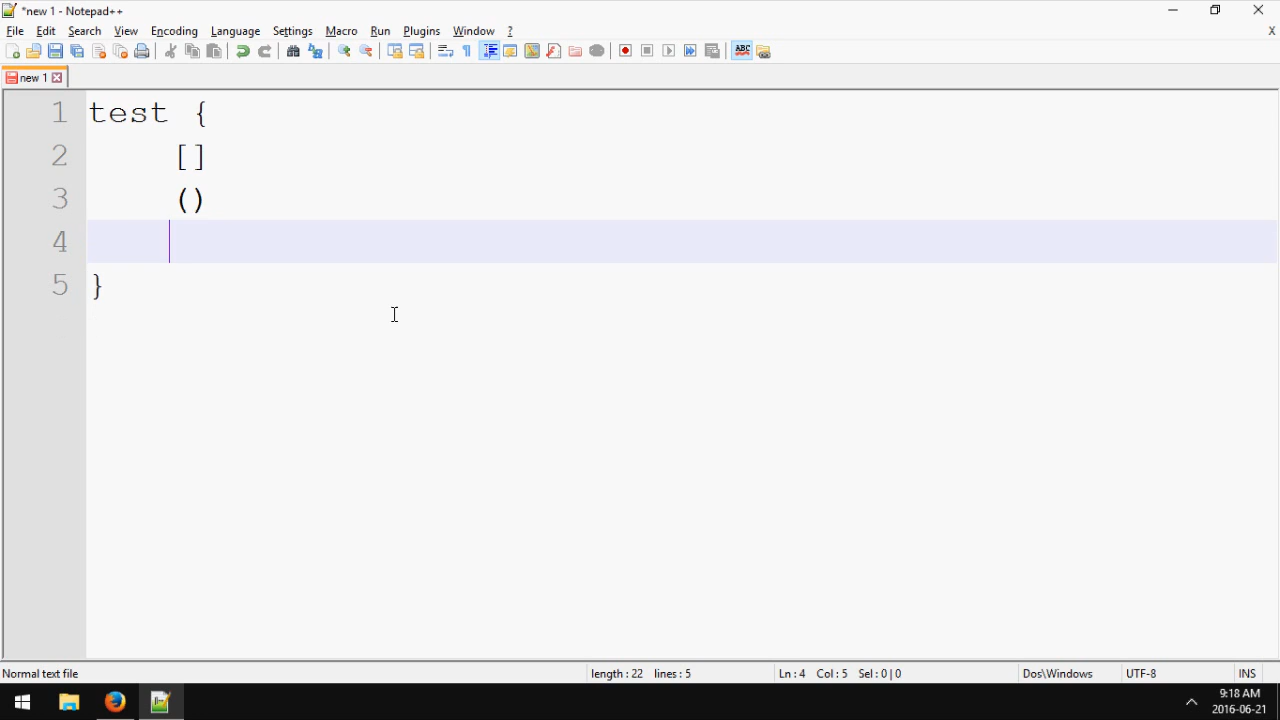 *new 1 - Notepad++
File Edit Search View Encoding Language Settings Macro Run Plugins Window ? X
ABC
new 1
1 test {
2 []
3 ()
4
5 }
Normal text file length : 22 lines : 5 Ln : 4 Col : 5 Sel : 0 | 0 Dos\Windows UTF-8 INS
9:18 AM
2016-06-21